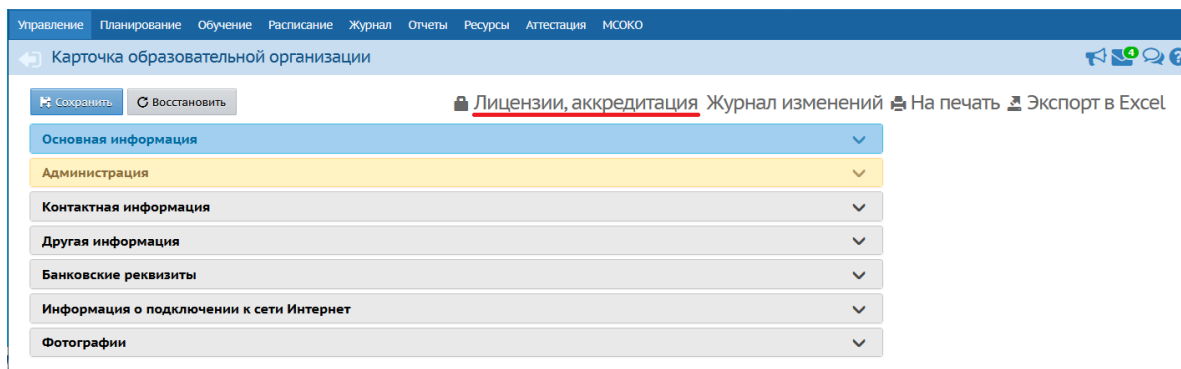 Управление Планирование Обучение Расписание Журнал Отчеты Ресурсы Аттестация МСОКО
Карточка образовательной организации 4 ?
Сохранить Восстановить Лицензии, аккредитация Журнал изменений На печать Экспорт в Excel
Основная информация
Администрация
Контактная информация
Другая информация
Банковские реквизиты
Информация о подключении к сети Интернет
Фотографии